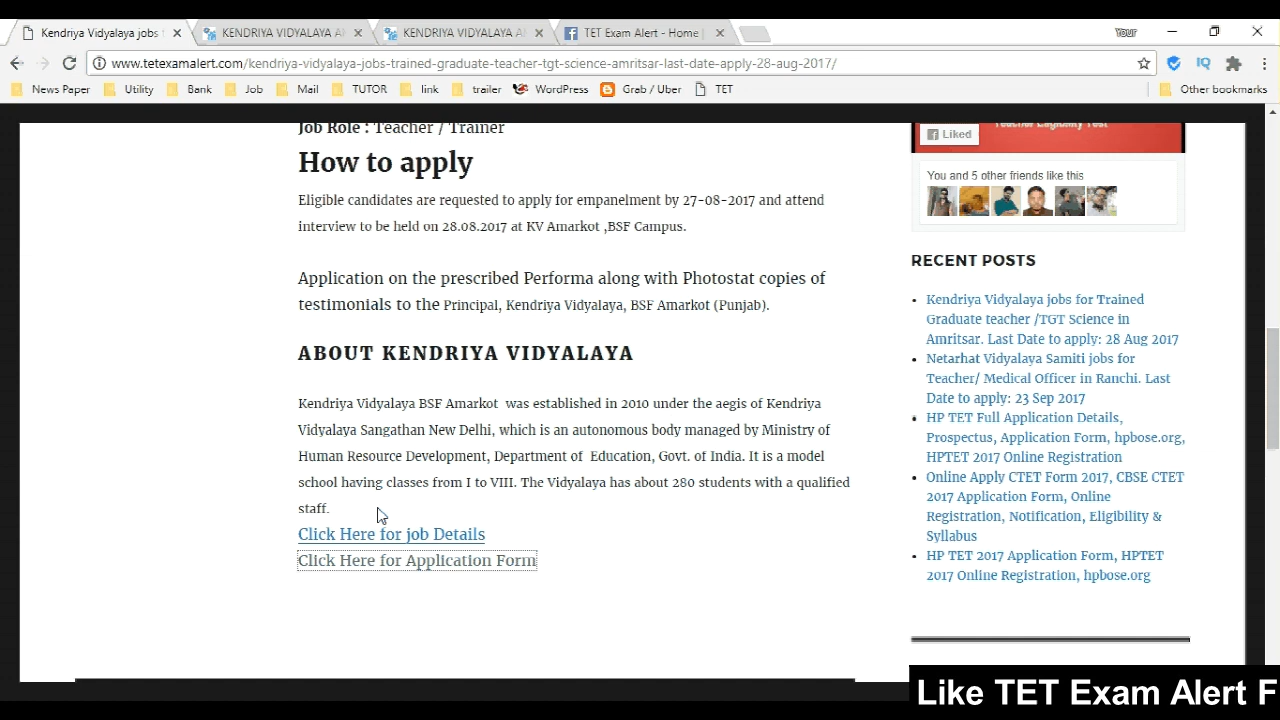 Kendriya Vidyalaya jobs
KENDRIYA VIDYALAYA A
KENDRIYA VIDYALAYA A
TET Exam Alert - Home
Your
www.tetexamalert.com/kendriya-vidyalaya-jobs-trained-graduate-teacher-tgt-science-amritsar-last-date-apply-28-aug-2017/
News Paper Utility Bank Job Mail TUTOR link trailer WordPress Grab / Uber TET Other bookmarks
Job Role : Teacher / Trainer
How to apply
Eligible candidates are requested to apply for empanelment by 27-08-2017 and attend
interview to be held on 28.08.2017 at KV Amarkot ,BSF Campus.
Application on the prescribed Performa along with Photostat copies of
testimonials to the Principal, Kendriya Vidyalaya, BSF Amarkot (Punjab).
ABOUT KENDRIYA VIDYALAYA
Kendriya Vidyalaya BSF Amarkot was established in 2010 under the aegis of Kendriya
Vidyalaya Sangathan New Delhi, which is an autonomous body managed by Ministry of
Human Resource Development, Department of Education, Govt. of India. It is a model
school having classes from I to VIII. The Vidyalaya has about 280 students with a qualified
staff.
Click Here for job Details
Click Here for Application Form
Teacher Eligibility Test
Liked
You and 5 other friends like this
RECENT POSTS
Kendriya Vidyalaya jobs for Trained
Graduate teacher /TGT Science in
Amritsar. Last Date to apply: 28 Aug 2017
Netarhat Vidyalaya Samiti jobs for
Teacher/ Medical Officer in Ranchi. Last
Date to apply: 23 Sep 2017
HP TET Full Application Details,
Prospectus, Application Form, hpbose.org,
HPTET 2017 Online Registration
Online Apply CTET Form 2017, CBSE CTET
2017 Application Form, Online
Registration, Notification, Eligibility &
Syllabus
HP TET 2017 Application Form, HPTET
2017 Online Registration, hpbose.org
Like TET Exam Alert F